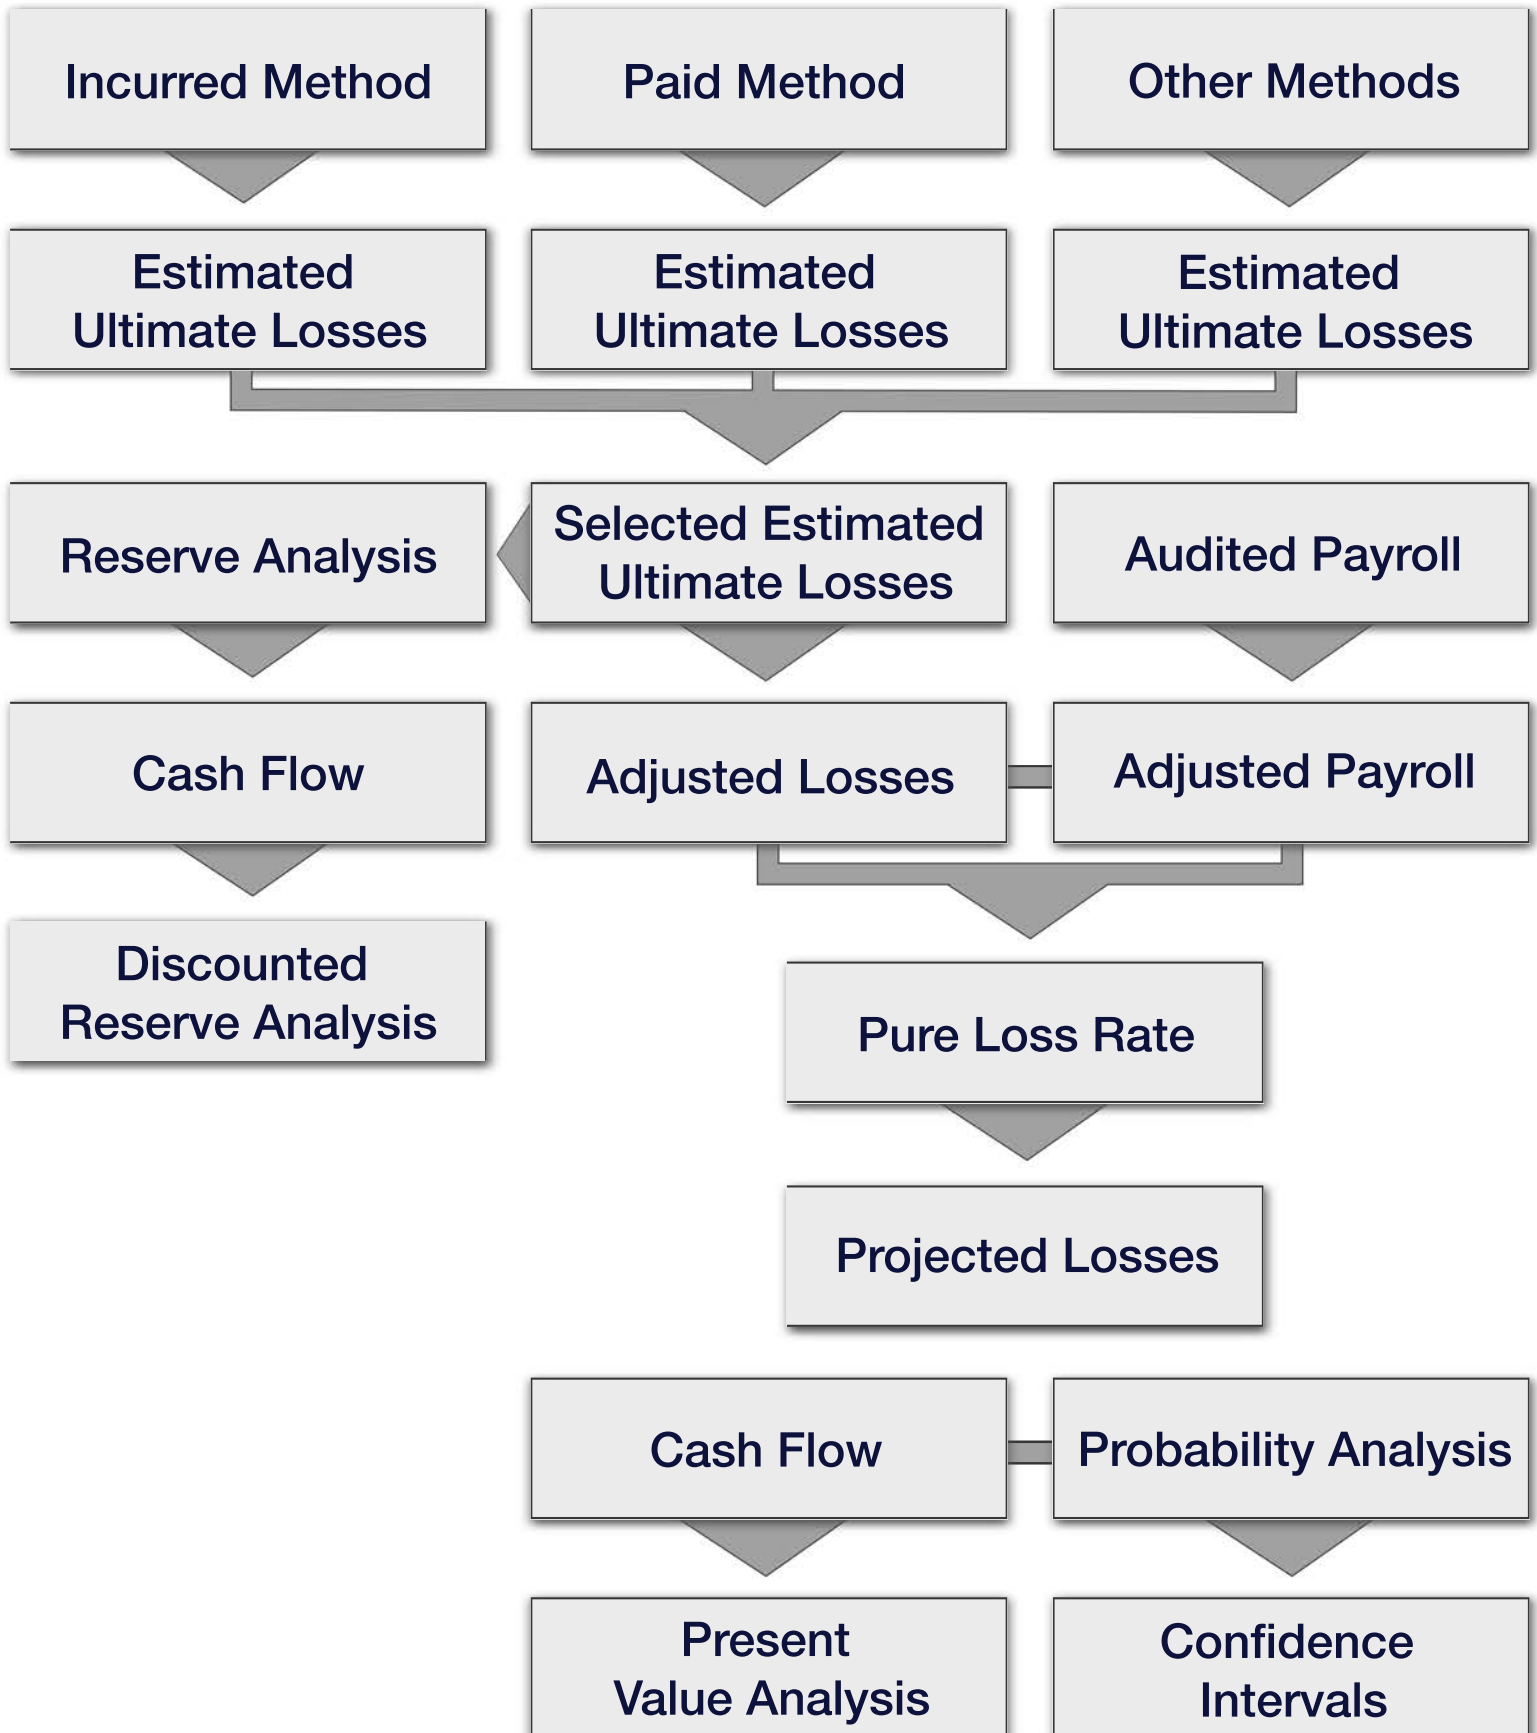 Incurred Method
Paid Method
Other Methods
Estimated
Ultimate Losses
Estimated
Ultimate Losses
Estimated
Ultimate Losses
Reserve Analysis
Selected Estimated
Ultimate Losses
Audited Payroll
Cash Flow
Adjusted Losses
Adjusted Payroll
Discounted
Reserve Analysis
Pure Loss Rate
Projected Losses
Cash Flow
Probability Analysis
Present
Value Analysis
Confidence
Intervals